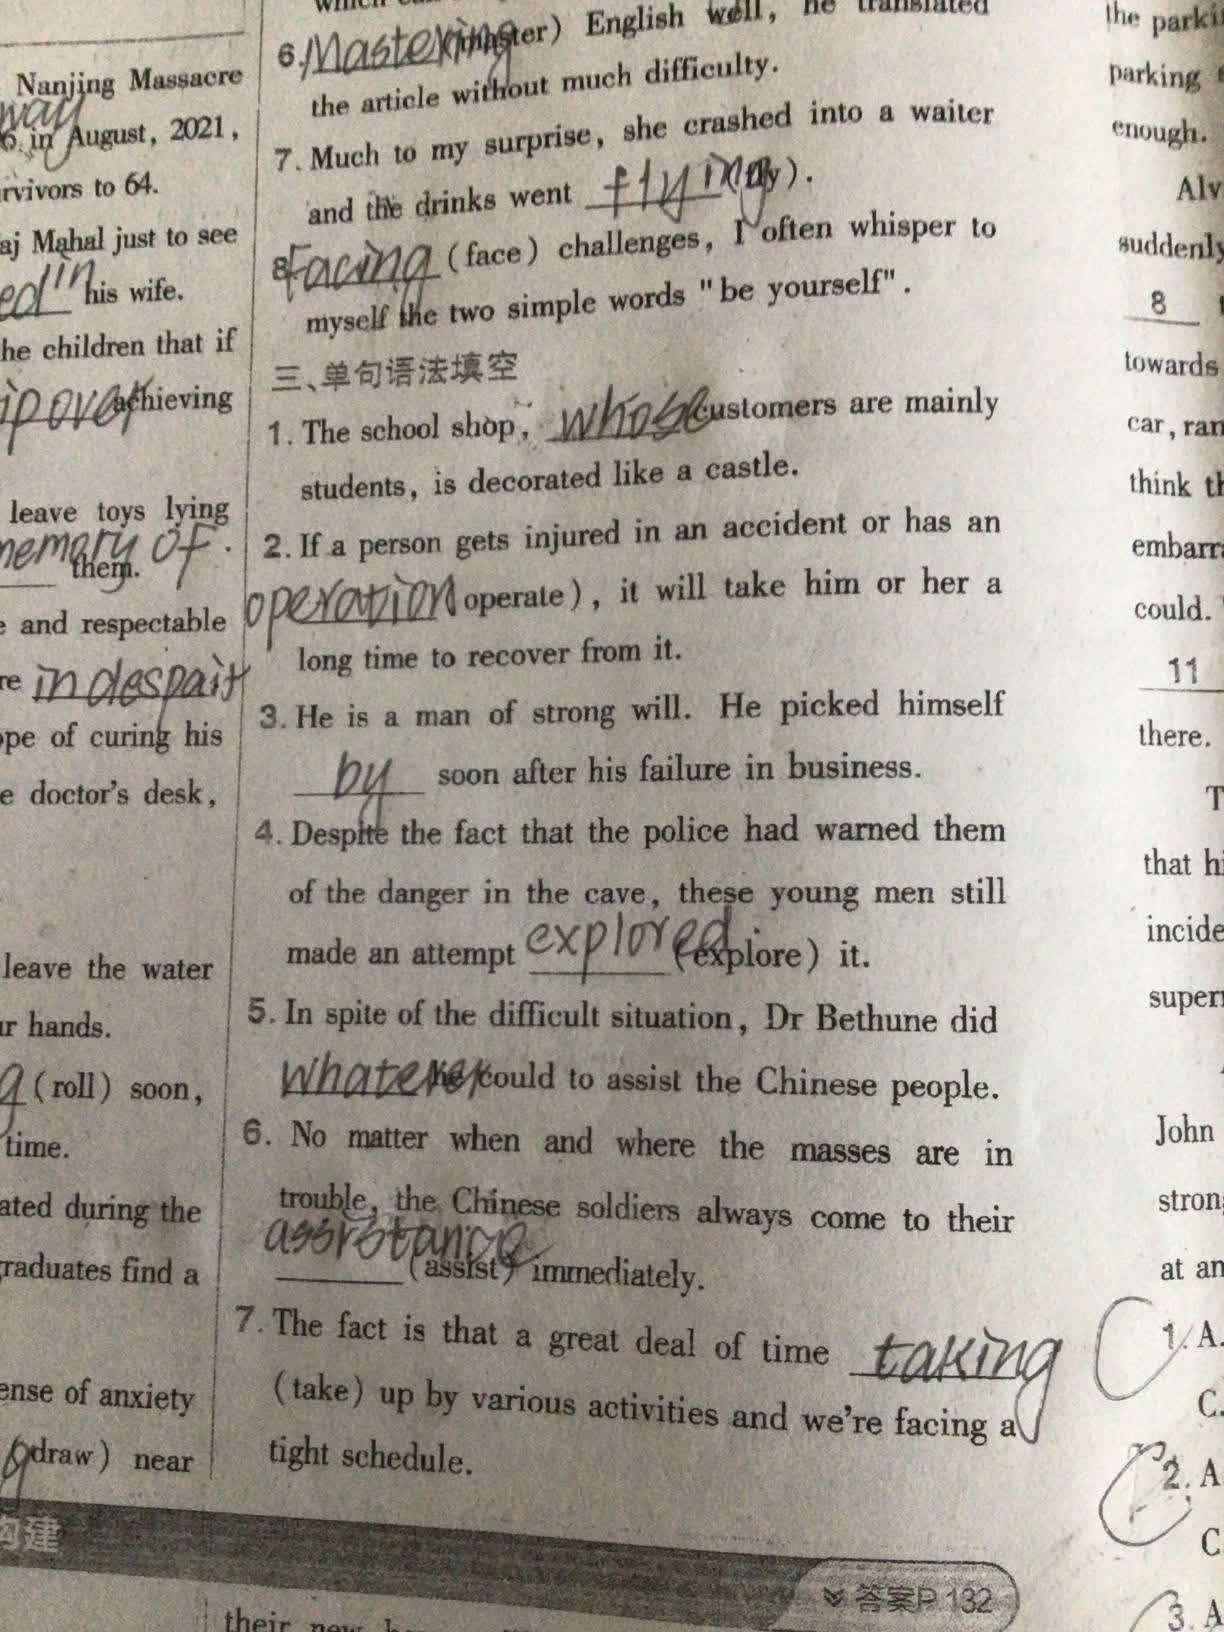 Nanjing Massacre
way
6. in August, 2021,
rvivors to 64.
aj Mahal just to see
ed in his wife.
he children that if
ip over achieving
leave toys lying
memory of.
them.
e and respectable
re in despair
ope of curing his
e doctor's desk,
leave the water
ur hands.
g (roll) soon,
time.
ated during the
graduates find a
ense of anxiety
g (draw) near
构建
6. Mastering (master) English well, he translated
the article without much difficulty.
7. Much to my surprise, she crashed into a waiter
and the drinks went flying (fly).
8. Facing (face) challenges, I often whisper to
myself the two simple words "be yourself".
三、单句语法填空
1. The school shop, whose customers are mainly
students, is decorated like a castle.
2. If a person gets injured in an accident or has an
operation (operate), it will take him or her a
long time to recover from it.
3. He is a man of strong will. He picked himself
by soon after his failure in business.
4. Despite the fact that the police had warned them
of the danger in the cave, these young men still
made an attempt explored (explore) it.
5. In spite of the difficult situation, Dr Bethune did
whatever he could to assist the Chinese people.
6. No matter when and where the masses are in
trouble, the Chinese soldiers always come to their
assistance
(assist) immediately.
7. The fact is that a great deal of time taking
(take) up by various activities and we're facing a
tight schedule.
答案P 132
their new
the parki
parking
enough.
Alv
suddenly
8
towards
car, ran
think th
embarra
could.
11
there.
T
that hi
incide
super
John
strong
at an
1. A.
C.
2. A
C
3. A